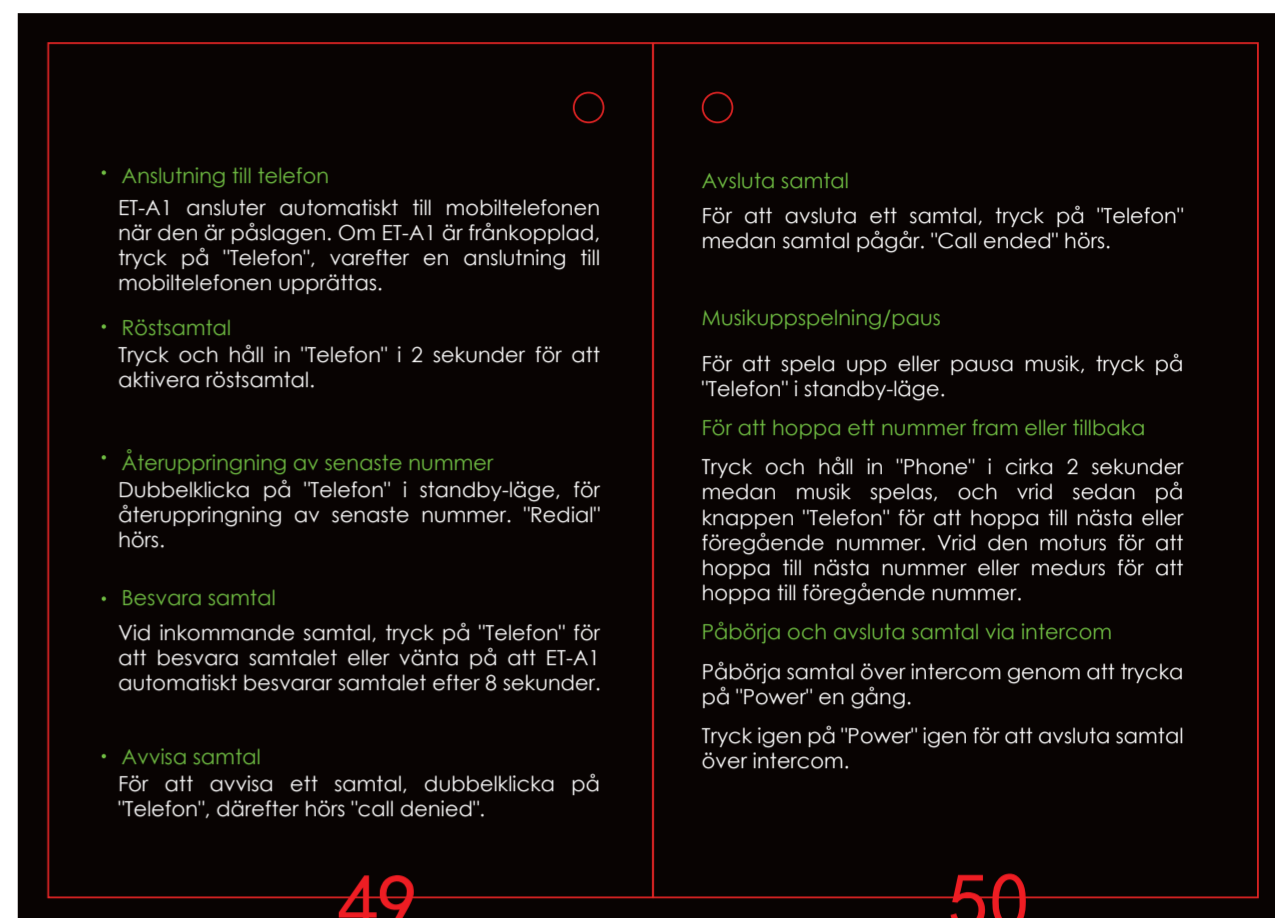 • Anslutning till telefon
ET-A1 ansluter automatiskt till mobiltelefonen
när den är påslagen. Om ET-A1 är frånkopplad,
tryck på "Telefon", varefter en anslutning till
mobiltelefonen upprättas.
• Röstsamtal
Tryck och håll in "Telefon" i 2 sekunder för att
aktivera röstsamtal.
• Återuppringning av senaste nummer
Dubbelklicka på "Telefon" i standby-läge, för
återuppringning av senaste nummer. "Redial"
hörs.
• Besvara samtal
Vid inkommande samtal, tryck på "Telefon" för
att besvara samtalet eller vänta på att ET-A1
automatiskt besvarar samtalet efter 8 sekunder.
• Avvisa samtal
För att avvisa ett samtal, dubbelklicka på
"Telefon", därefter hörs "call denied".
49
Avsluta samtal
För att avsluta ett samtal, tryck på "Telefon"
medan samtal pågår. "Call ended" hörs.
Musikuppspelning/paus
För att spela upp eller pausa musik, tryck på
"Telefon" i standby-läge.
För att hoppa ett nummer fram eller tillbaka
Tryck och håll in "Phone" i cirka 2 sekunder
medan musik spelas, och vrid sedan på
knappen "Telefon" för att hoppa till nästa eller
föregående nummer. Vrid den moturs för att
hoppa till nästa nummer eller medurs för att
hoppa till föregående nummer.
Påbörja och avsluta samtal via intercom
Påbörja samtal över intercom genom att trycka
på "Power" en gång.
Tryck igen på "Power" igen för att avsluta samtal
över intercom.
50